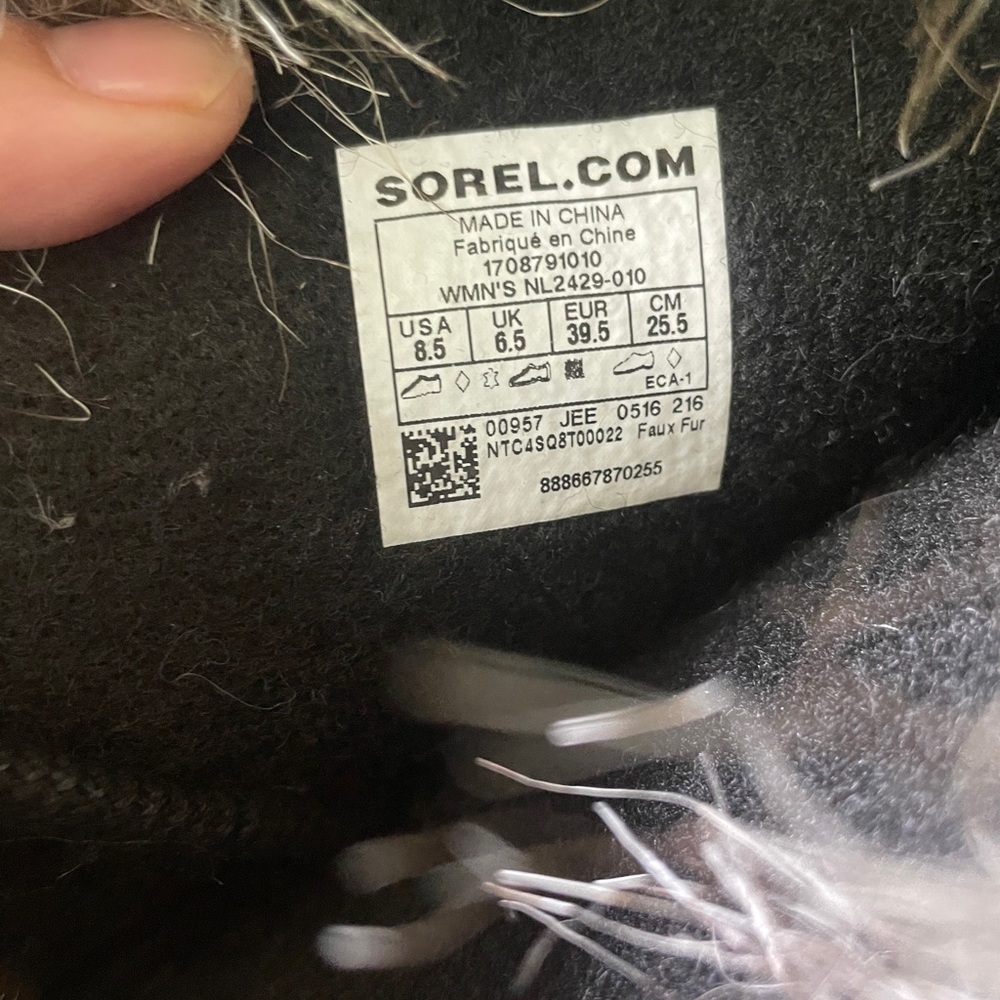 SOREL.COM
MADE IN CHINA
Fabriqué en Chine
1708791010
WMN'S NL2429-010
USA UK EUR CM
8.5 6.5 39.5 25.5
ECA-1
00957 JEE 0516 216
NTC4SQ8T00022 Faux Fur
888667870255